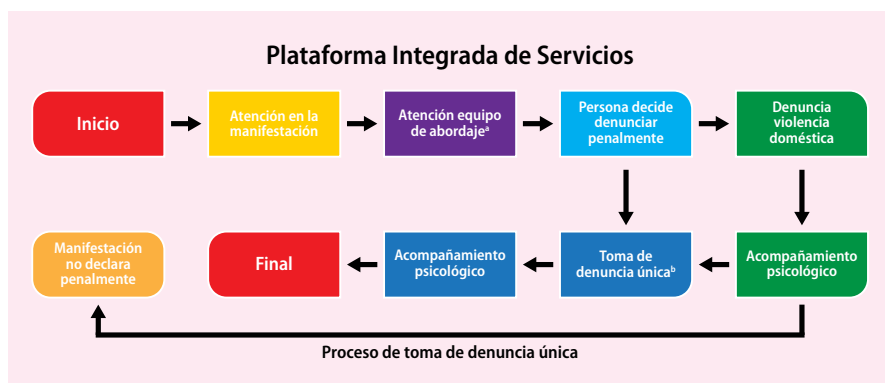 Plataforma Integrada de Servicios
Inicio
Atención en la
manifestación
Atención equipo
de abordajeª
Persona decide
denunciar
penalmente
Denuncia
violencia
doméstica
Manifestación
no declara
penalmente
Final
Acompañamiento
psicológico
Toma de
denuncia únicaᵇ
Acompañamiento
psicológico
Proceso de toma de denuncia única